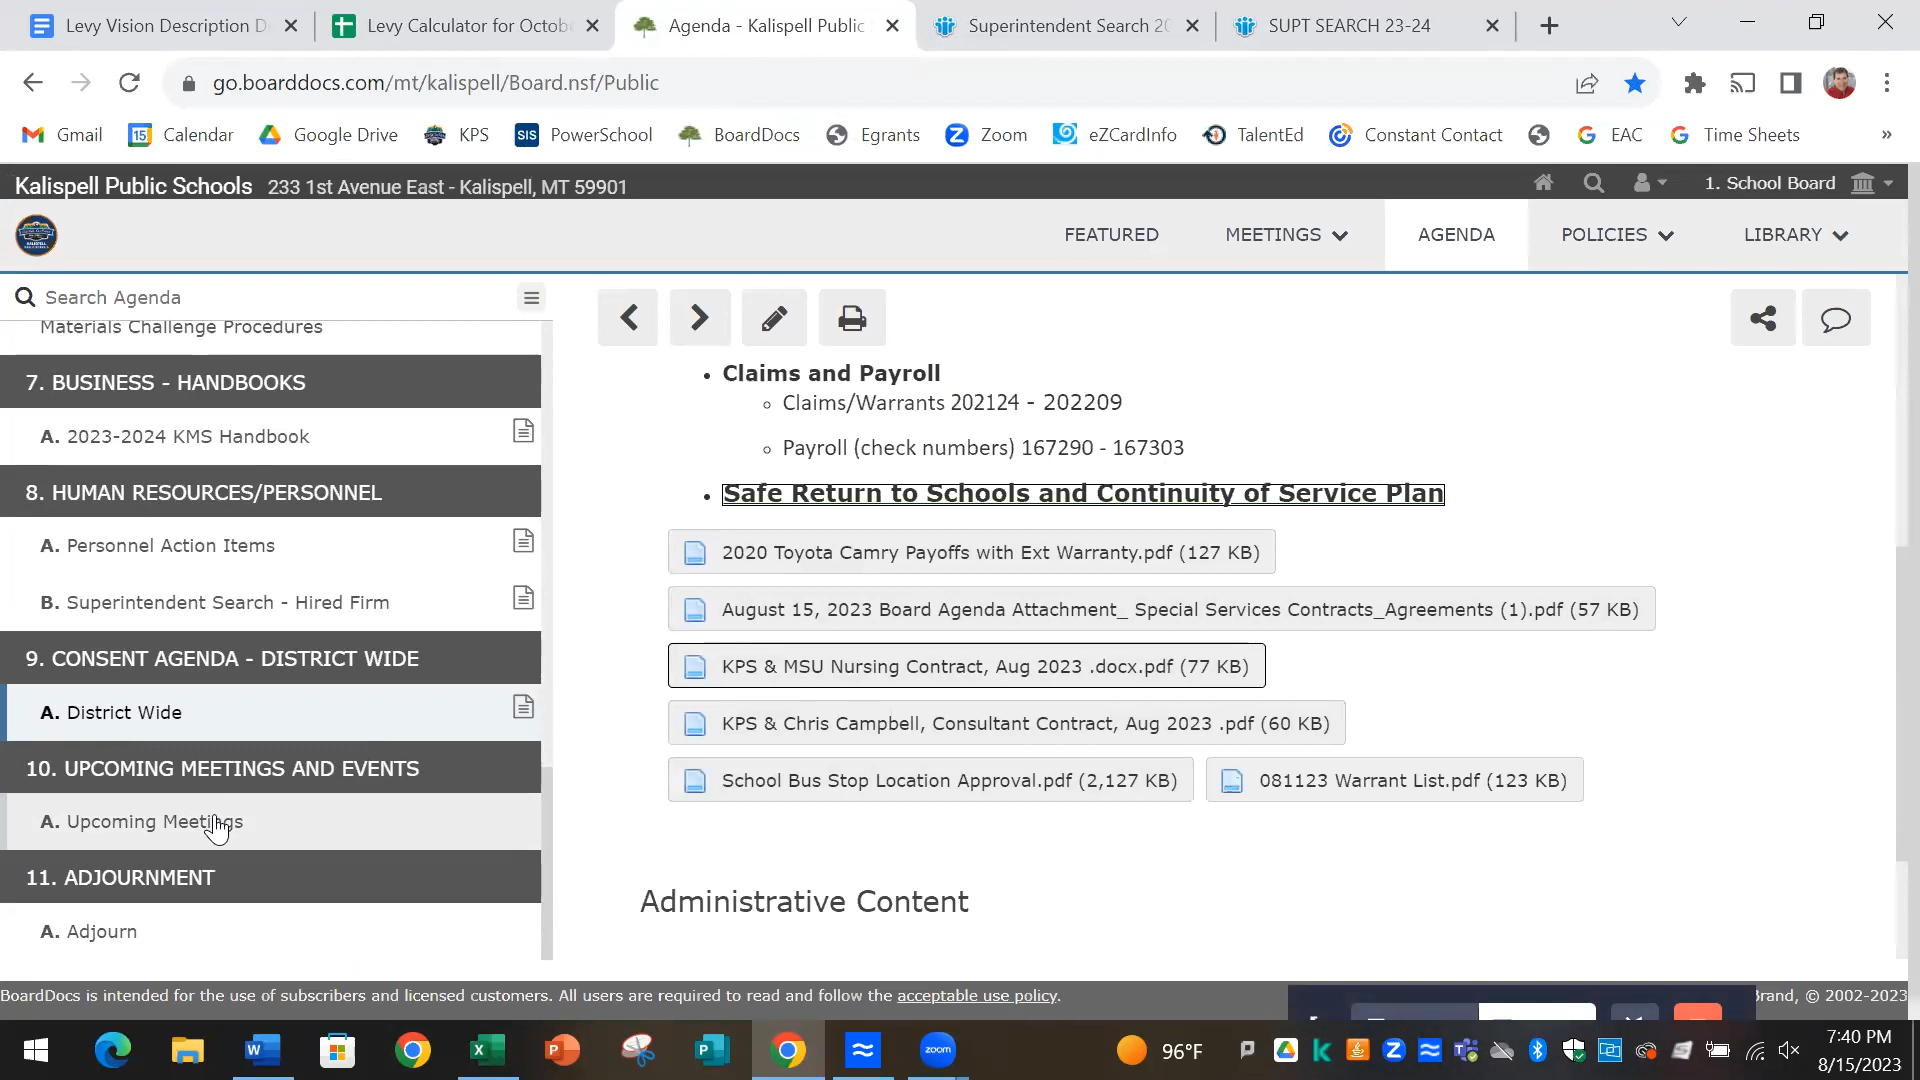 Levy Vision Description D
Levy Calculator for Octob
Agenda - Kalispell Public
Superintendent Search 20
SUPT SEARCH 23-24
go.boarddocs.com/mt/kalispell/Board.nsf/Public
Gmail
15 Calendar
Google Drive
KPS
SIS PowerSchool
BoardDocs
Egrants
Zoom
eZCardInfo
TalentEd
Constant Contact
EAC
Time Sheets
Kalispell Public Schools 233 1st Avenue East - Kalispell, MT 59901
1. School Board
FEATURED MEETINGS AGENDA POLICIES LIBRARY
Search Agenda
Materials Challenge Procedures
7. BUSINESS - HANDBOOKS
A. 2023-2024 KMS Handbook
8. HUMAN RESOURCES/PERSONNEL
A. Personnel Action Items
B. Superintendent Search - Hired Firm
9. CONSENT AGENDA - DISTRICT WIDE
A. District Wide
10. UPCOMING MEETINGS AND EVENTS
A. Upcoming Meetings
11. ADJOURNMENT
A. Adjourn
Claims and Payroll
Claims/Warrants 202124 - 202209
Payroll (check numbers) 167290 - 167303
Safe Return to Schools and Continuity of Service Plan
2020 Toyota Camry Payoffs with Ext Warranty.pdf (127 KB)
August 15, 2023 Board Agenda Attachment_ Special Services Contracts_Agreements (1).pdf (57 KB)
KPS & MSU Nursing Contract, Aug 2023 .docx.pdf (77 KB)
KPS & Chris Campbell, Consultant Contract, Aug 2023 .pdf (60 KB)
School Bus Stop Location Approval.pdf (2,127 KB)
081123 Warrant List.pdf (123 KB)
Administrative Content
BoardDocs is intended for the use of subscribers and licensed customers. All users are required to read and follow the acceptable use policy.
Brand, © 2002-2023
zoom
96°F
7:40 PM
8/15/2023